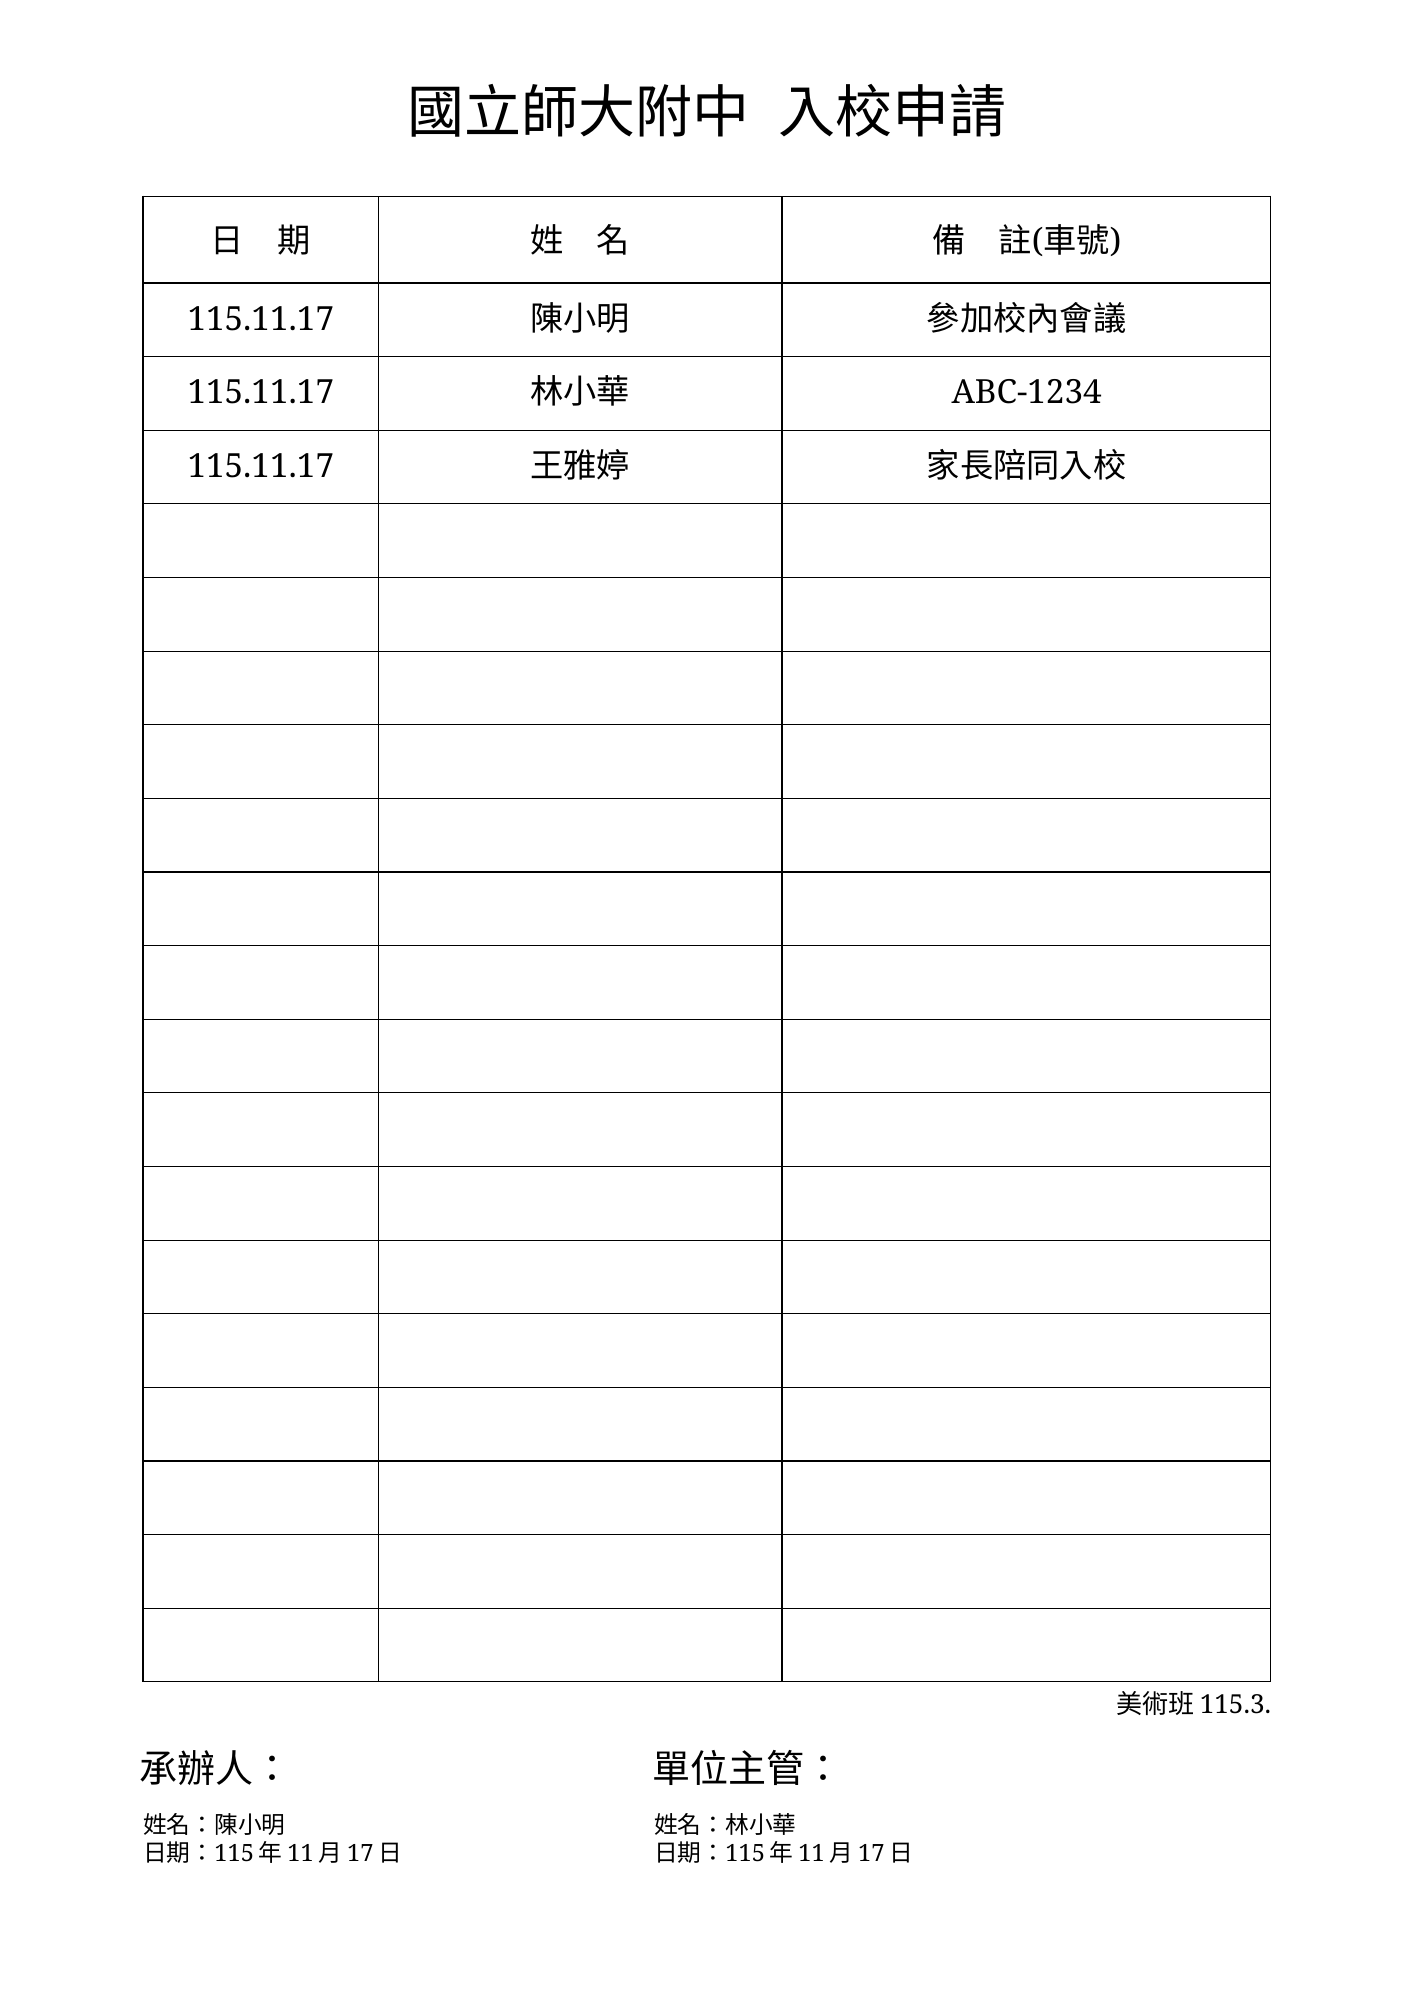 國立師大附中 入校申請
日 期 姓 名 備 註(車號)
115.11.17 陳小明 參加校內會議
115.11.17 林小華 ABC-1234
115.11.17 王雅婷 家長陪同入校
美術班 115.3.
承辦人： 單位主管：
姓名：陳小明 姓名：林小華
日期：115 年 11 月 17 日 日期：115 年 11 月 17 日